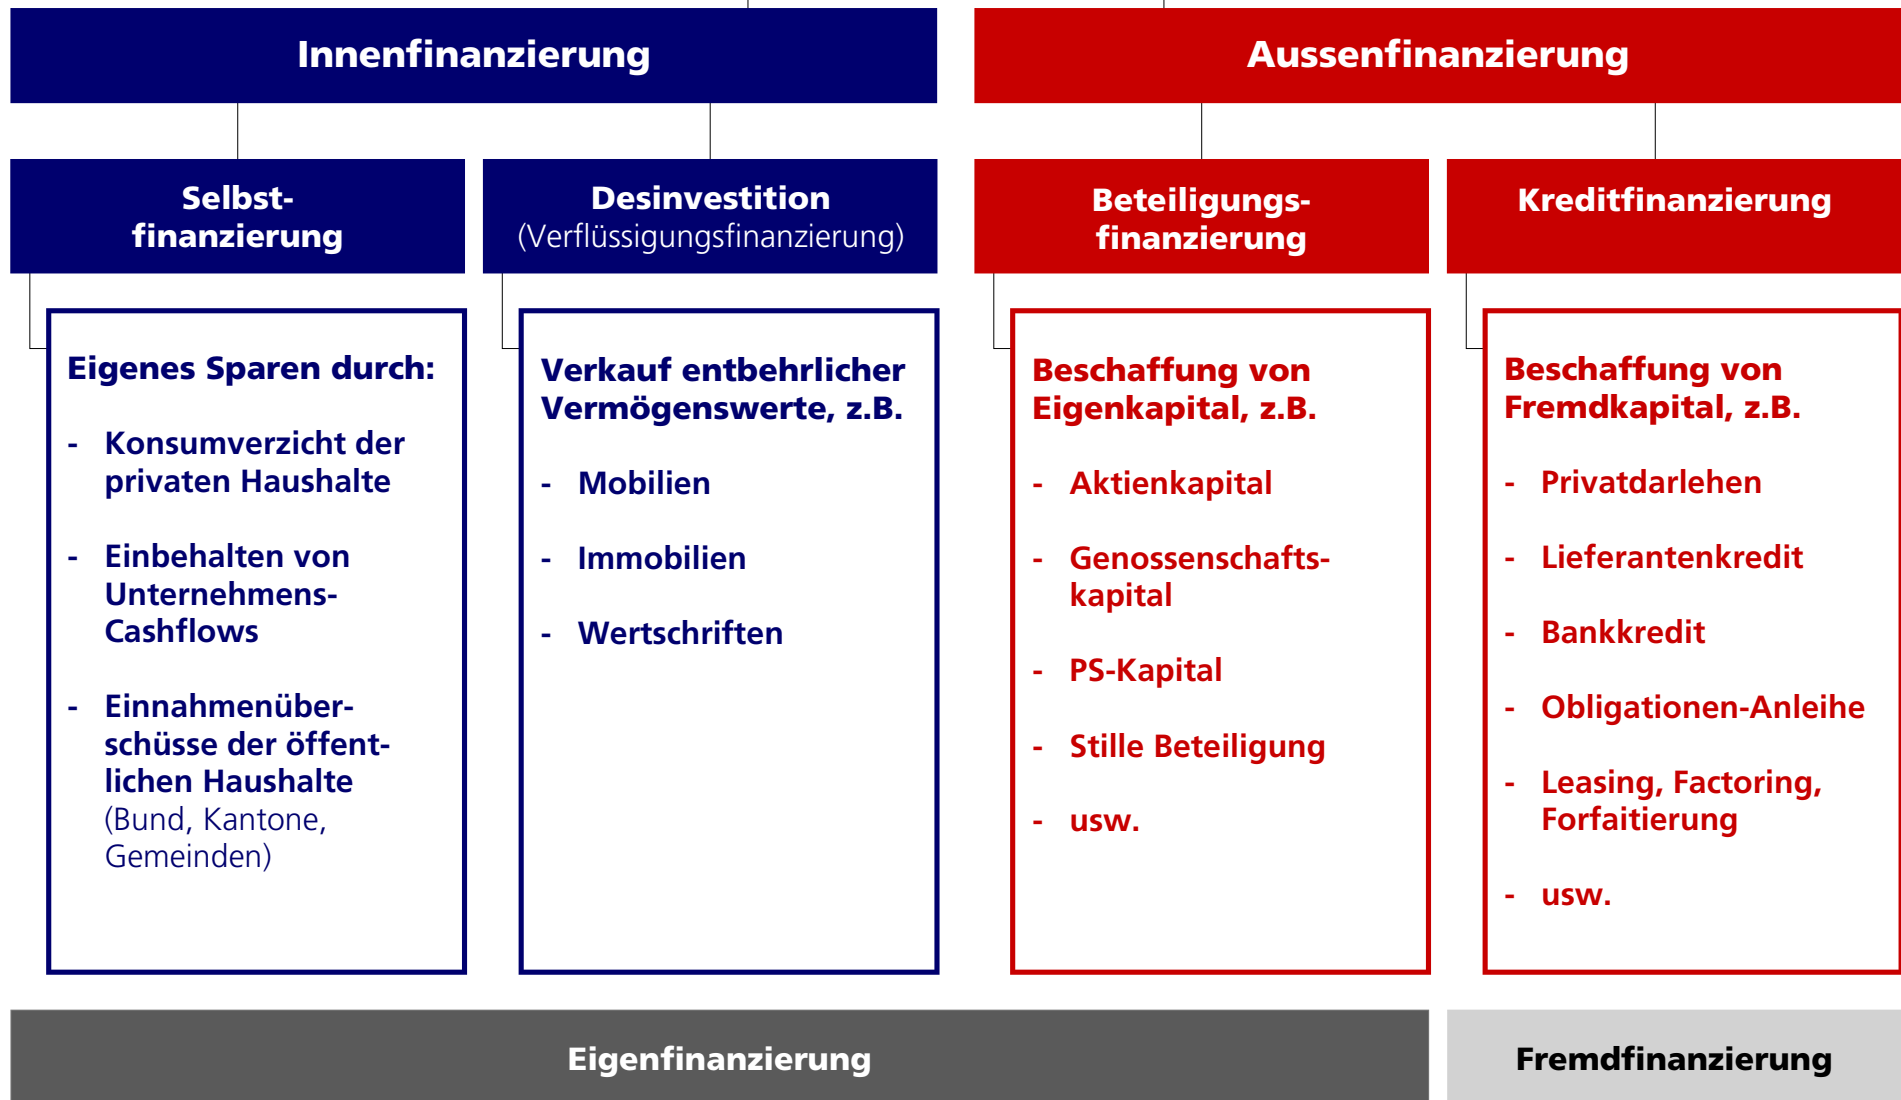 Innenfinanzierung
Aussenfinanzierung
Selbst-
finanzierung
Desinvestition
(Verflüssigungsfinanzierung)
Beteiligungs-
finanzierung
Kreditfinanzierung
Eigenes Sparen durch:
- Konsumverzicht der
privaten Haushalte
- Einbehalten von
Unternehmens-
Cashflows
- Einnahmenüber-
schüsse der öffent-
lichen Haushalte
(Bund, Kantone,
Gemeinden)
Verkauf entbehrlicher
Vermögenswerte, z.B.
- Mobilien
- Immobilien
- Wertschriften
Beschaffung von
Eigenkapital, z.B.
- Aktienkapital
- Genossenschafts-
kapital
- PS-Kapital
- Stille Beteiligung
- usw.
Beschaffung von
Fremdkapital, z.B.
- Privatdarlehen
- Lieferantenkredit
- Bankkredit
- Obligationen-Anleihe
- Leasing, Factoring,
Forfaitierung
- usw.
Eigenfinanzierung
Fremdfinanzierung